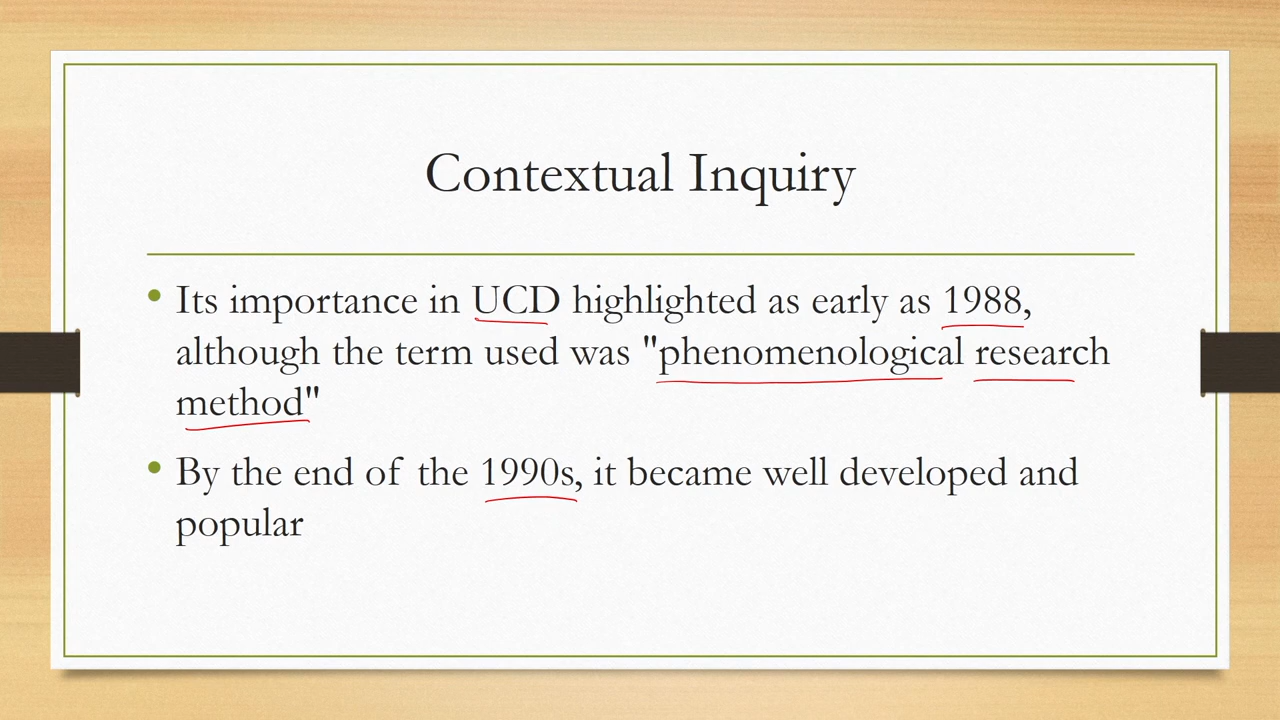 Contextual Inquiry
• Its importance in UCD highlighted as early as 1988,
although the term used was "phenomenological research
method"
• By the end of the 1990s, it became well developed and
popular